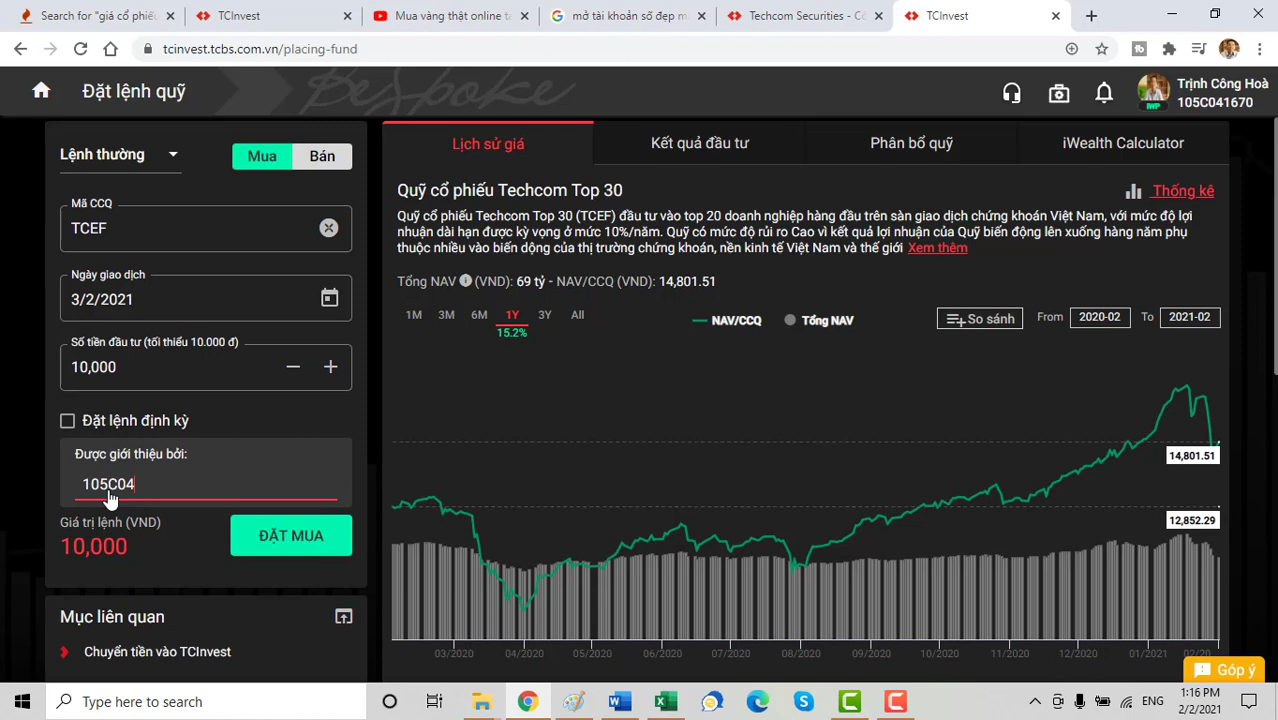 Search for "giá cổ phiếu
TCInvest
Mua vàng thật online tạ
mở tài khoản số đẹp m
Techcom Securities - Cô
TCInvest
tcinvest.tcbs.com.vn/placing-fund
Đặt lệnh quỹ
BeSpoke
Trịnh Công Hoà
105C041670
IWP
Lệnh thường
Mua
Bán
Mã CCQ
TCEF
Ngày giao dịch
3/2/2021
Số tiền đầu tư (tối thiểu 10.000 đ)
10,000
Đặt lệnh định kỳ
Được giới thiệu bởi:
105C04
Giá trị lệnh (VND)
10,000
ĐẶT MUA
Mục liên quan
Chuyển tiền vào TCInvest
Lịch sử giá
Kết quả đầu tư
Phân bổ quỹ
iWealth Calculator
Quỹ cổ phiếu Techcom Top 30
Thống kê
Quỹ cổ phiếu Techcom Top 30 (TCEF) đầu tư vào top 20 doanh nghiệp hàng đầu trên sàn giao dịch chứng khoán Việt Nam, với mức độ lợi
nhuận dài hạn được kỳ vọng ở mức 10%/năm. Quỹ có mức độ rủi ro Cao vì kết quả lợi nhuận của Quỹ biến động lên xuống hàng năm phụ
thuộc nhiều vào biến động của thị trường chứng khoán, nền kinh tế Việt Nam và thế giới Xem thêm
Tổng NAV (VND): 69 tỷ - NAV/CCQ (VND): 14,801.51
1M 3M 6M 1Y 3Y All
15.2%
NAV/CCQ
Tổng NAV
So sánh
From 2020-02 To 2021-02
14,801.51
12,852.29
03/2020 04/2020 05/2020 06/2020 07/2020 08/2020 09/2020 10/2020 11/2020 12/2020 01/2021 02/20
Góp ý
Type here to search
ENG
1:16 PM
2/2/2021